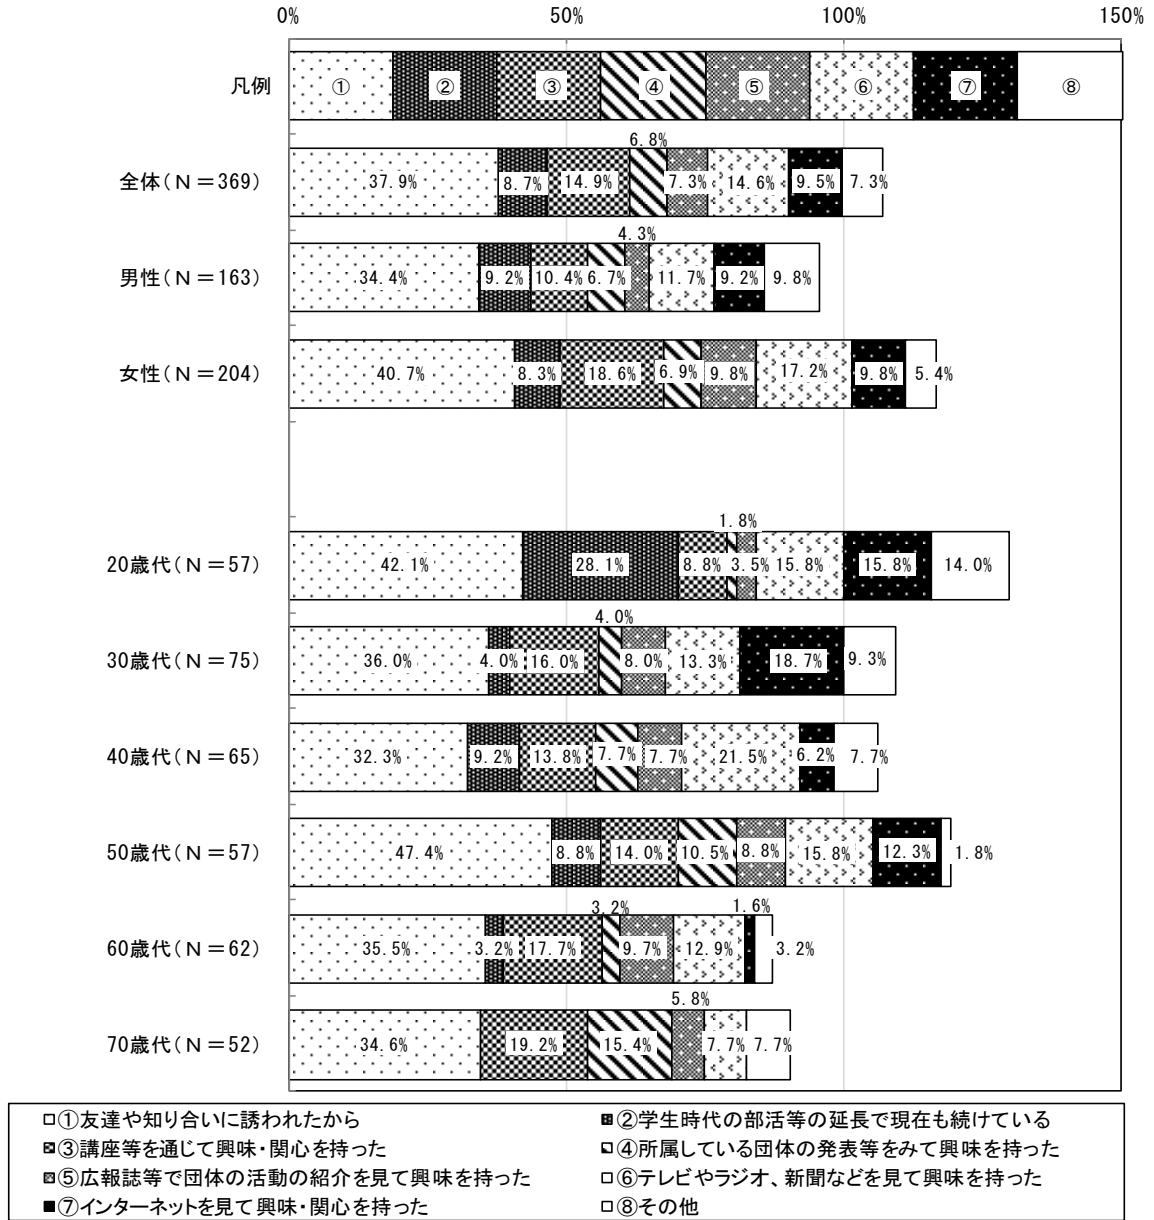 0% 50% 100% 150%
凡例 ① ② ③ ④ ⑤ ⑥ ⑦ ⑧
6.8%
全体(N=369) 37.9% 8.7% 14.9% 7.3% 14.6% 9.5% 7.3%
4.3%
男性(N=163) 34.4% 9.2% 10.4% 6.7% 11.7% 9.2% 9.8%
女性(N=204) 40.7% 8.3% 18.6% 6.9% 9.8% 17.2% 9.8% 5.4%
1.8%
20歳代(N=57) 42.1% 28.1% 8.8% 3.5% 15.8% 15.8% 14.0%
4.0%
30歳代(N=75) 36.0% 4.0% 16.0% 8.0% 13.3% 18.7% 9.3%
40歳代(N=65) 32.3% 9.2% 13.8% 7.7% 7.7% 21.5% 6.2% 7.7%
50歳代(N=57) 47.4% 8.8% 14.0% 10.5% 8.8% 15.8% 12.3% 1.8%
3.2% 1.6%
60歳代(N=62) 35.5% 3.2% 17.7% 9.7% 12.9% 3.2%
5.8%
70歳代(N=52) 34.6% 19.2% 15.4% 7.7% 7.7%
①友達や知り合いに誘われたから ②学生時代の部活等の延長で現在も続けている
③講座等を通じて興味・関心を持った ④所属している団体の発表等をみて興味を持った
⑤広報誌等で団体の活動の紹介を見て興味を持った ⑥テレビやラジオ、新聞などを見て興味を持った
⑦インターネットを見て興味・関心を持った ⑧その他